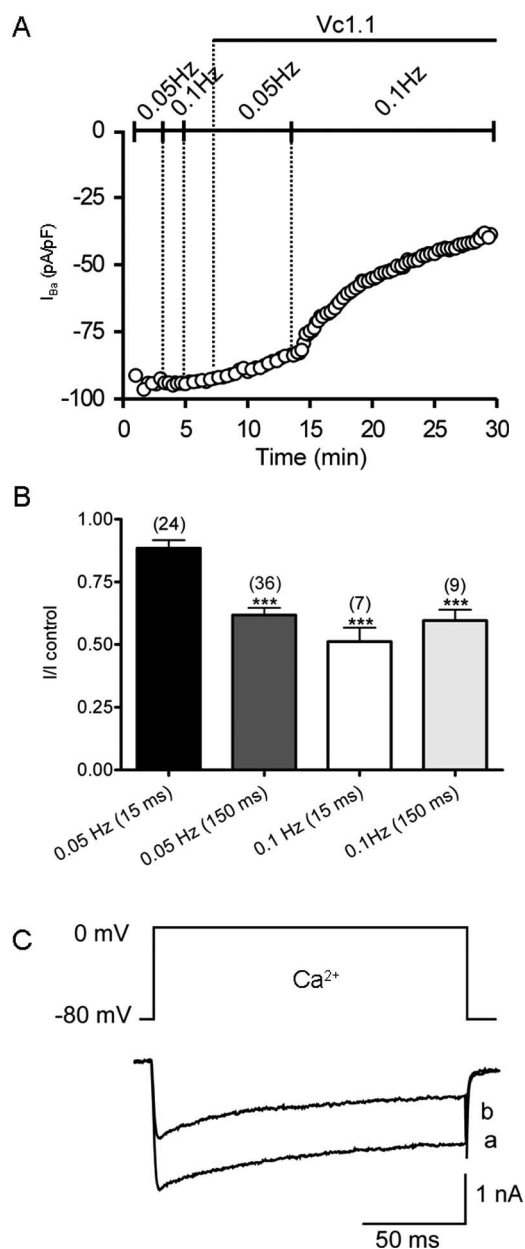 A
Vc1.1
0.05Hz 0.1Hz 0.05Hz 0.1Hz
0
-25
-50
-75
-100
I_Ba (pA/pF)
0 5 10 15 20 25 30
Time (min)
B
1.00
0.75
0.50
0.25
0.00
I/I control
(24)
(36)
***
(7)
***
(9)
***
0.05 Hz (15 ms)
0.05 Hz (150 ms)
0.1 Hz (15 ms)
0.1Hz (150 ms)
C
0 mV
Ca²⁺
-80 mV
b
a
1 nA
50 ms